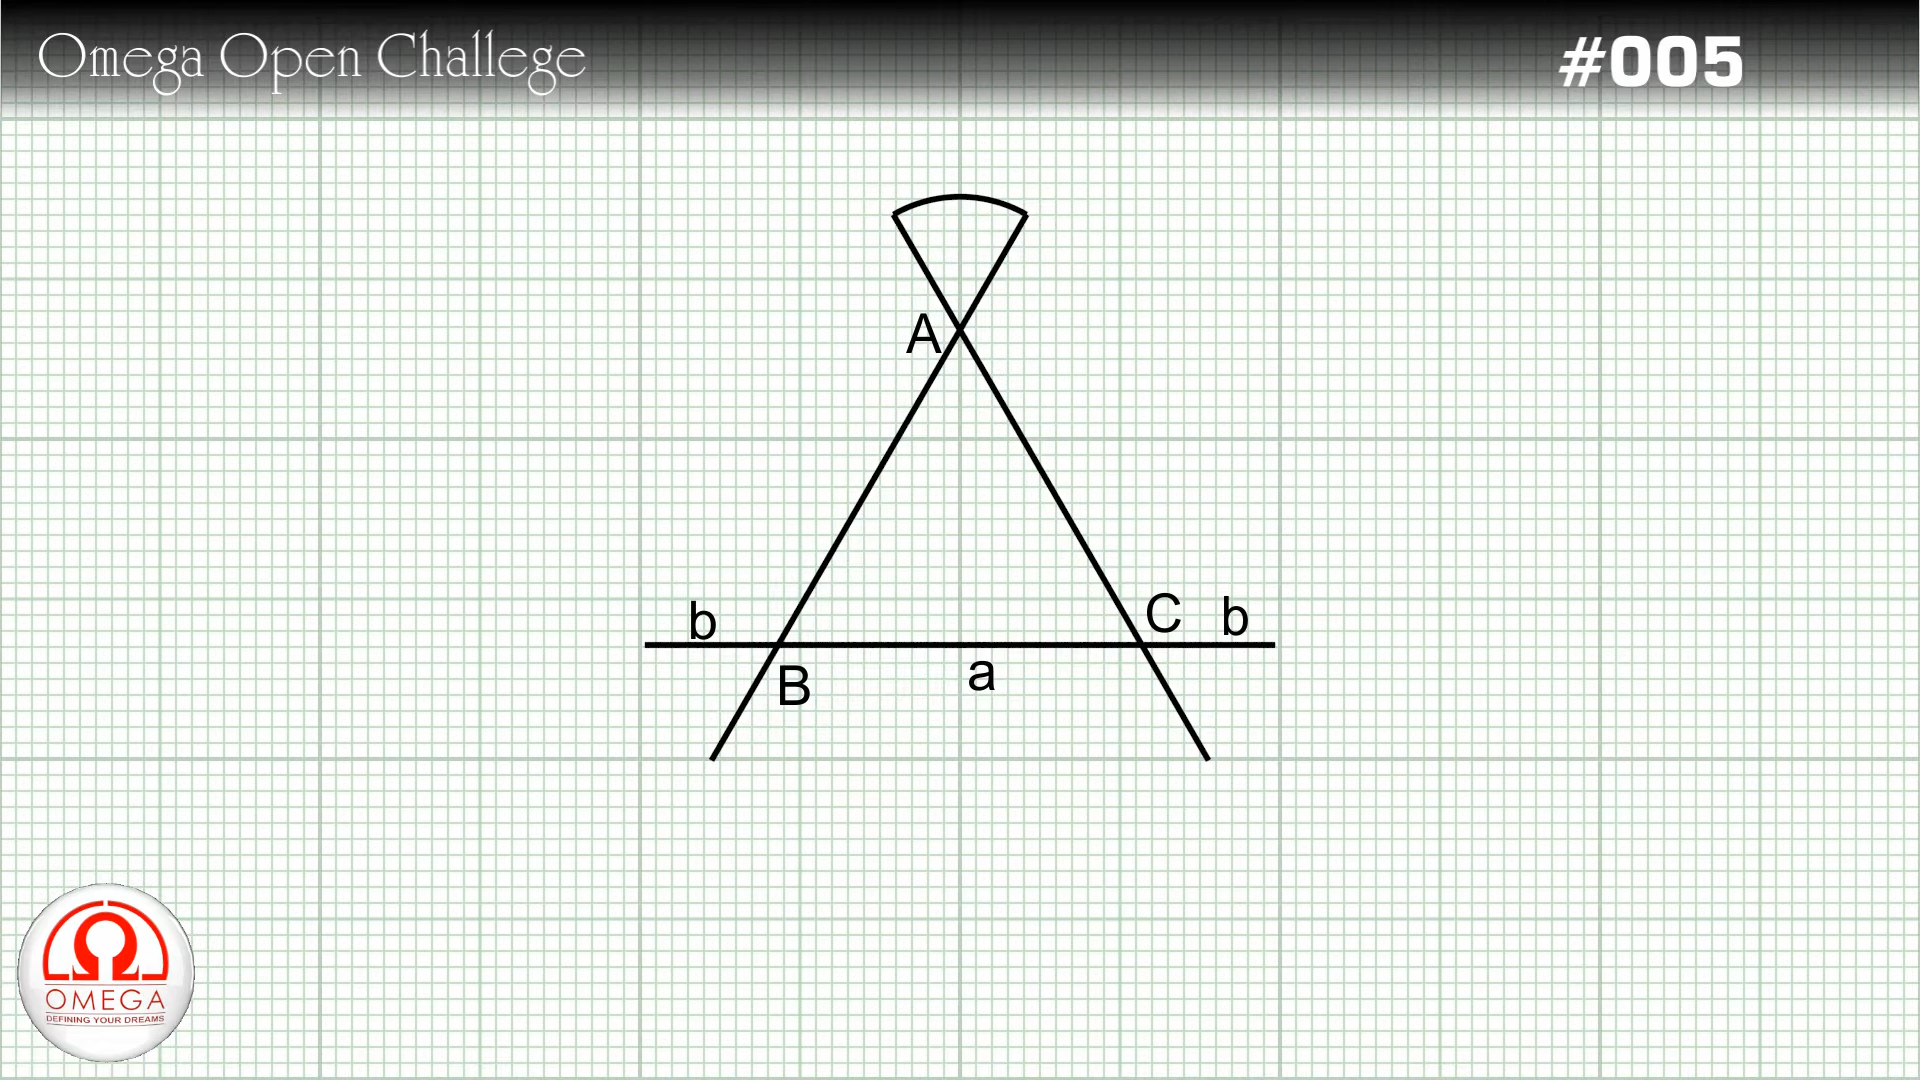 Omega Open Challege
#005
A
b
C
b
B
a
Ω
OMEGA
DEFINING YOUR DREAMS